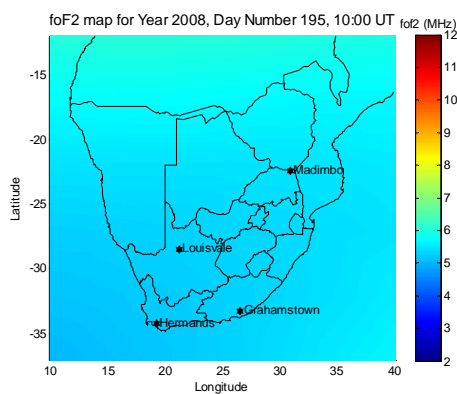 foF2 map for Year 2008, Day Number 195, 10:00 UT
fof2 (MHz)
12
11
10
9
8
7
6
5
4
3
2
-15
-20
-25
-30
-35
Latitude
Madimbo
Louisvale
Grahamstown
Hermanus
10 15 20 25 30 35 40
Longitude